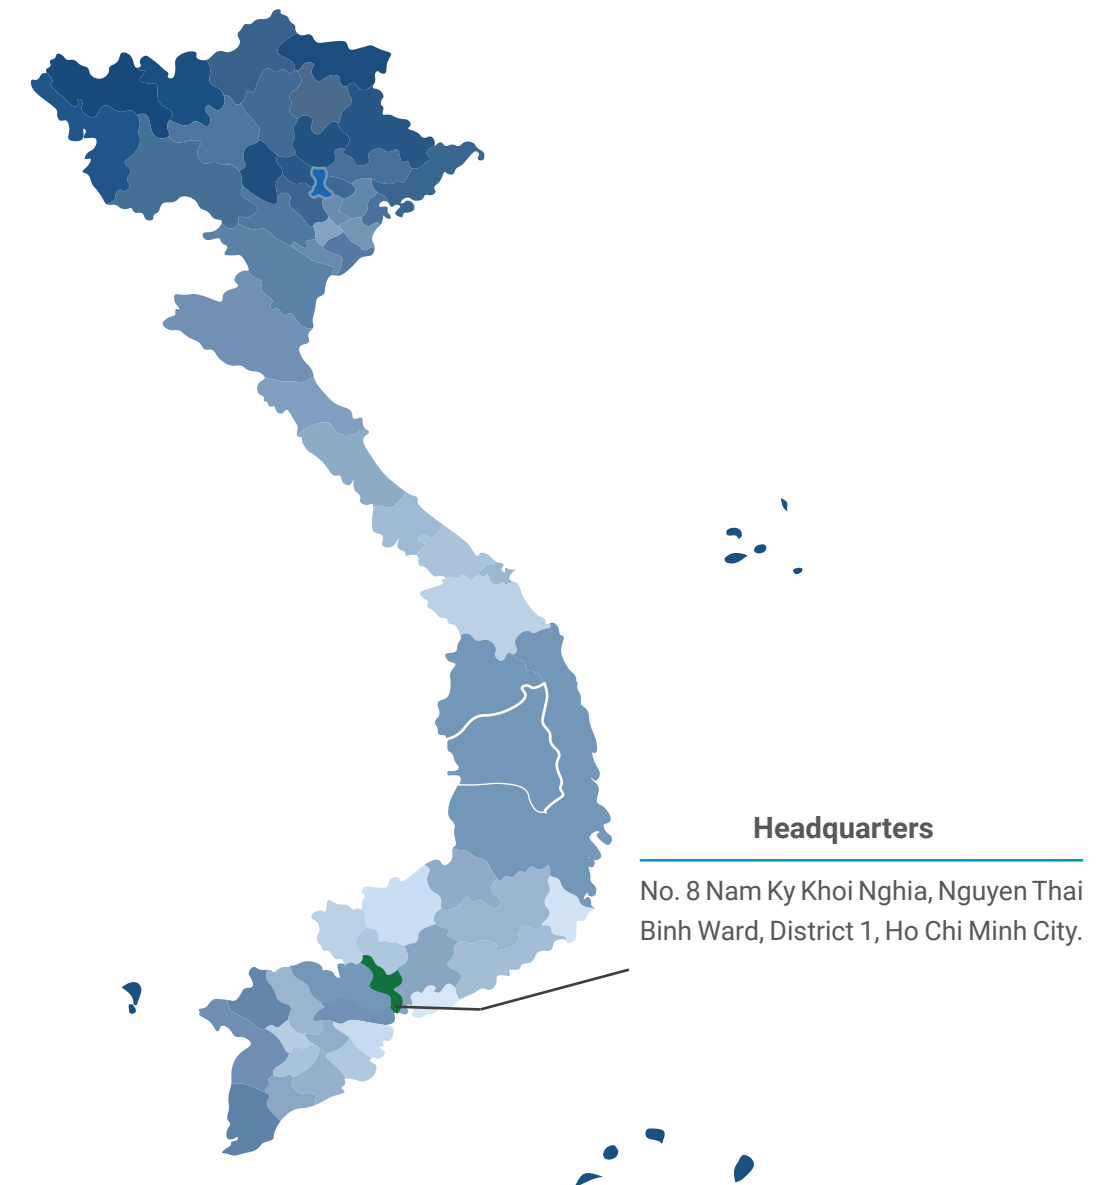 Headquarters
No. 8 Nam Ky Khoi Nghia, Nguyen Thai
Binh Ward, District 1, Ho Chi Minh City.